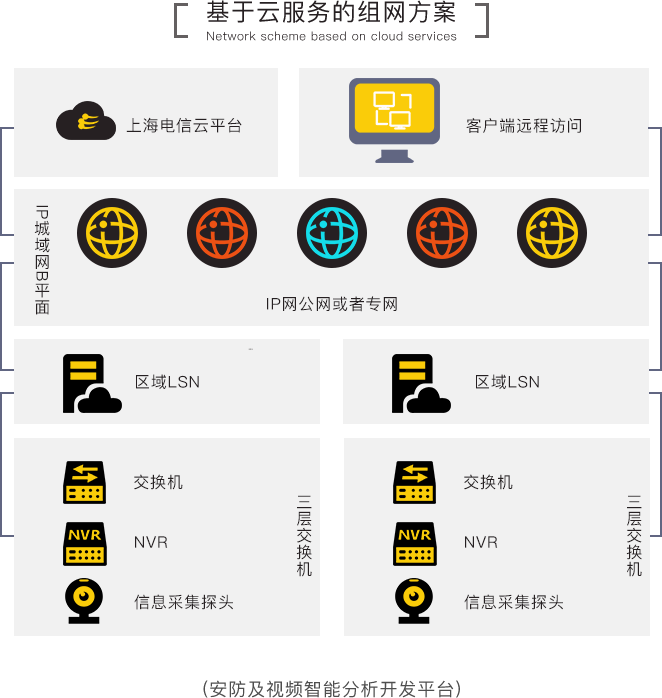 基于云服务的组网方案
Network scheme based on cloud services
上海电信云平台
客户端远程访问
IP城域网B平面
IP网公网或者专网
区域LSN
区域LSN
交换机
NVR
NVR
信息采集探头
三层交换机
交换机
NVR
NVR
信息采集探头
三层交换机
(安防及视频智能分析开发平台)